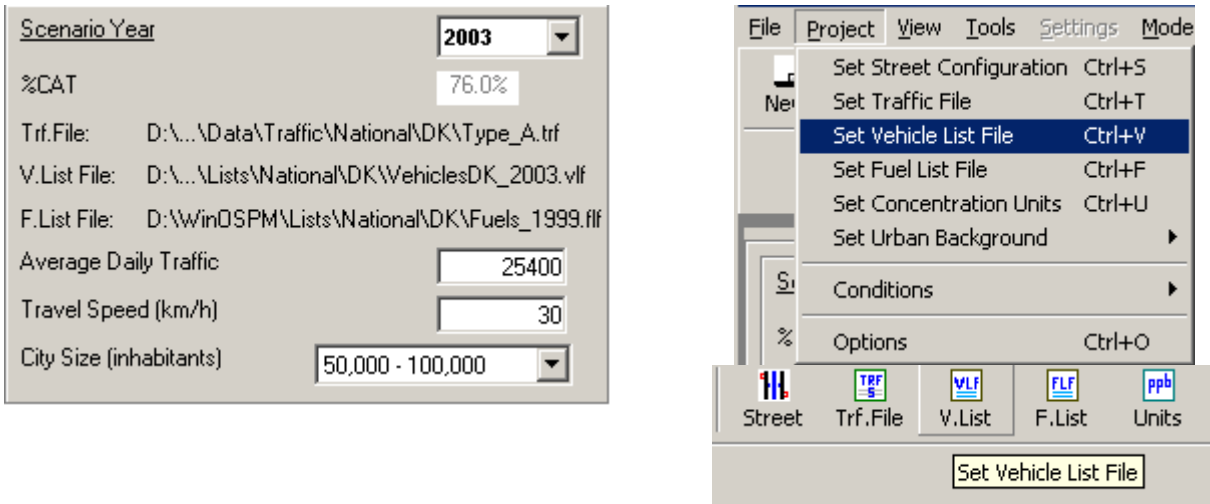 Scenario Year 2003
%CAT 76.0%
Trf.File: D:\...\Data\Traffic\National\DK\Type_A.trf
V.List File: D:\...\Lists\National\DK\VehiclesDK_2003.vlf
F.List File: D:\WinOSPM\Lists\National\DK\Fuels_1999.flf
Average Daily Traffic 25400
Travel Speed (km/h) 30
City Size (inhabitants) 50,000 - 100,000
File Project View Tools Settings Mode
Set Street Configuration Ctrl+S
Ne Set Traffic File Ctrl+T
Set Vehicle List File Ctrl+V
Set Fuel List File Ctrl+F
Set Concentration Units Ctrl+U
Set Urban Background
S
Conditions
%
Options Ctrl+O
TRF S VLF FLF ppb
Street Trf.File V.List F.List Units
Set Vehicle List File